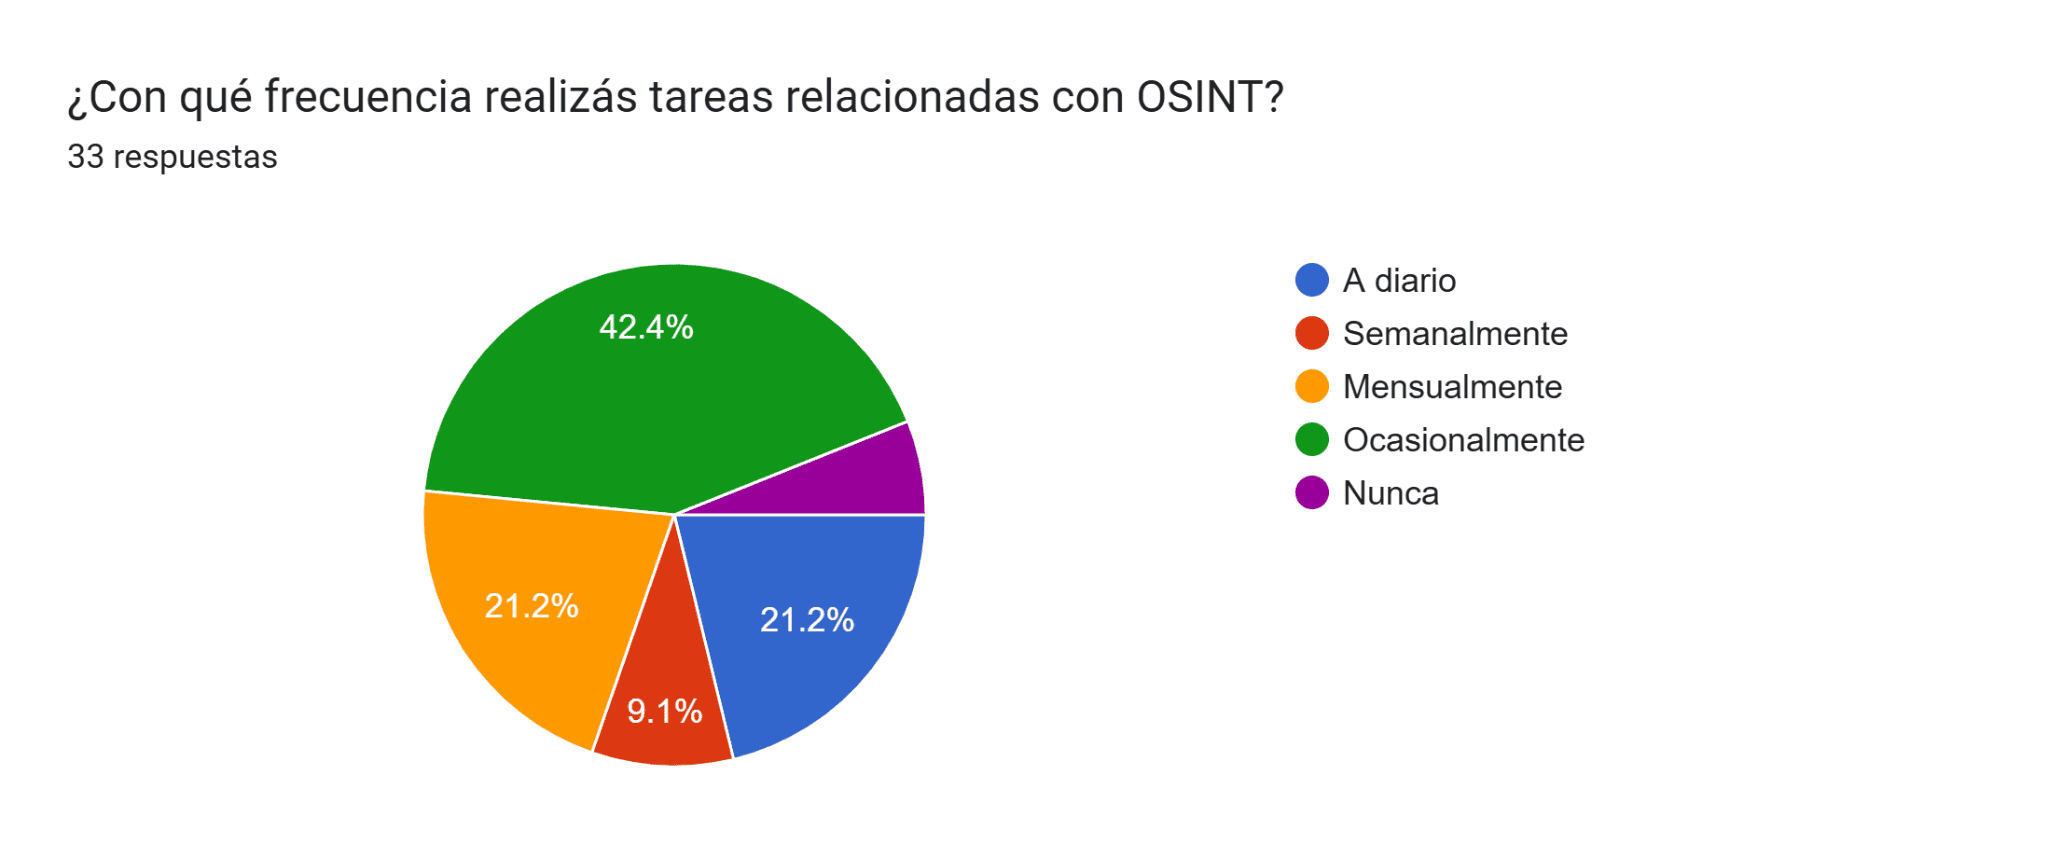 ¿Con qué frecuencia realizás tareas relacionadas con OSINT?
33 respuestas
42.4%
21.2%
9.1%
21.2%
A diario
Semanalmente
Mensualmente
Ocasionalmente
Nunca